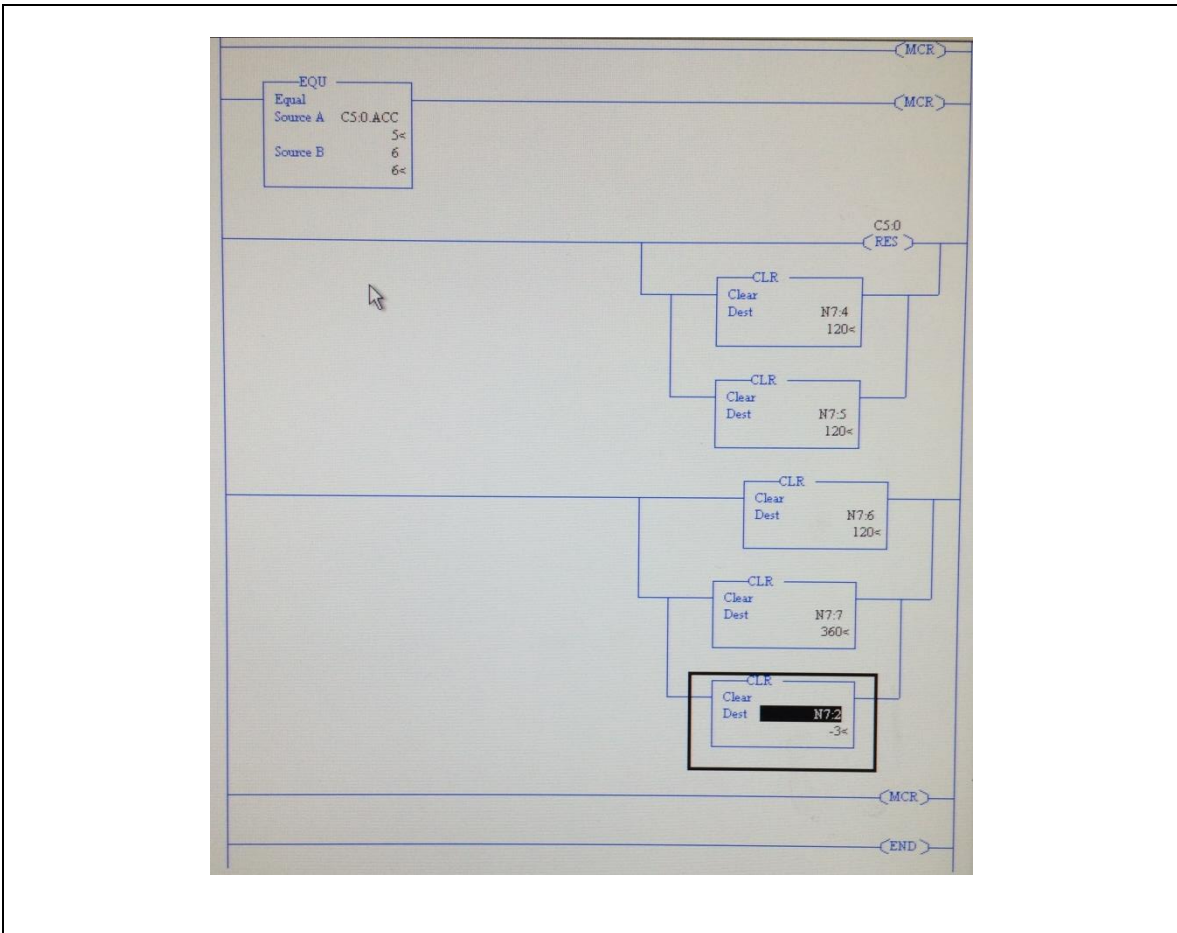 MCR
EQU
Equal
Source A C5:0.ACC
5<
Source B 6
6<
MCR
C5:0
RES
CLR
Clear
Dest N7:4
120<
CLR
Clear
Dest N7:5
120<
CLR
Clear
Dest N7:6
120<
CLR
Clear
Dest N7:7
360<
CLR
Clear
Dest N7:2
-3<
MCR
END